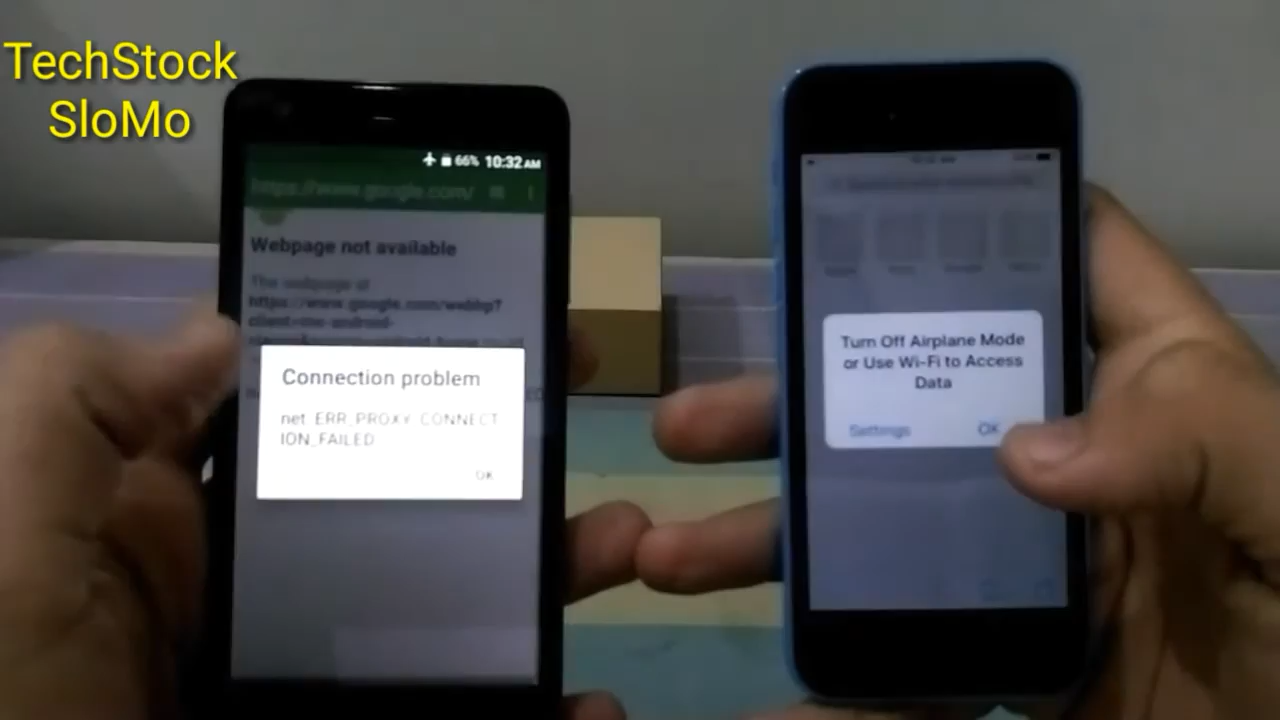 TechStock
SloMo
66% 10:32 AM
https://www.google.com/
Webpage not available
The webpage at
https://www.google.com/webhp?
client=ms-android-
Connection problem
net ERR_PROXY_CONNECT
ION_FAILED
OK
Turn Off Airplane Mode
or Use Wi-Fi to Access
Data
Settings OK